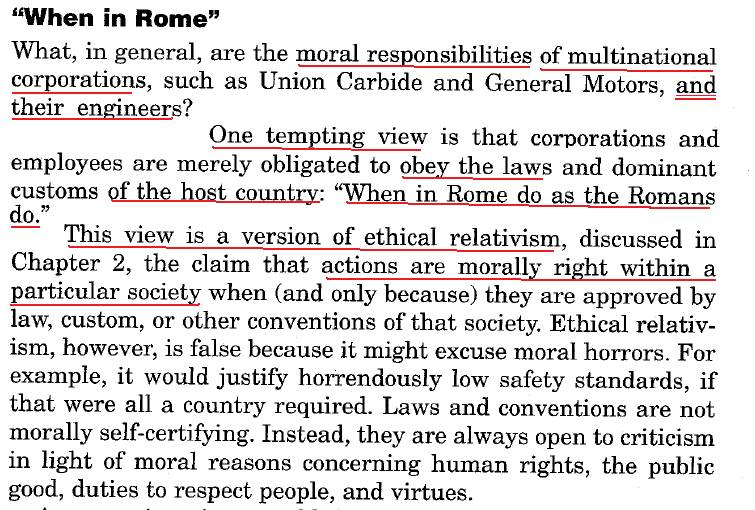 “When in Rome”
What, in general, are the moral responsibilities of multinational
corporations, such as Union Carbide and General Motors, and
their engineers?
One tempting view is that corporations and
employees are merely obligated to obey the laws and dominant
customs of the host country: “When in Rome do as the Romans
do.”
This view is a version of ethical relativism, discussed in
Chapter 2, the claim that actions are morally right within a
particular society when (and only because) they are approved by
law, custom, or other conventions of that society. Ethical relativ-
ism, however, is false because it might excuse moral horrors. For
example, it would justify horrendously low safety standards, if
that were all a country required. Laws and conventions are not
morally self-certifying. Instead, they are always open to criticism
in light of moral reasons concerning human rights, the public
good, duties to respect people, and virtues.